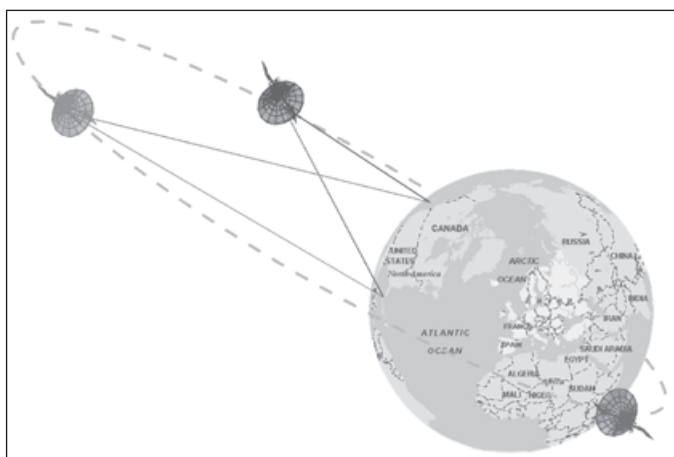 CANADA
RUSSIA
UNITED
STATES
North America
ARCTIC
OCEAN
CHINA
INDIA
IRAN
FRANCE
SPAIN
ATLANTIC
OCEAN
SAUDI ARABIA
EGYPT
ALGERIA
LIBYA
MALI
NIGER
SUDAN